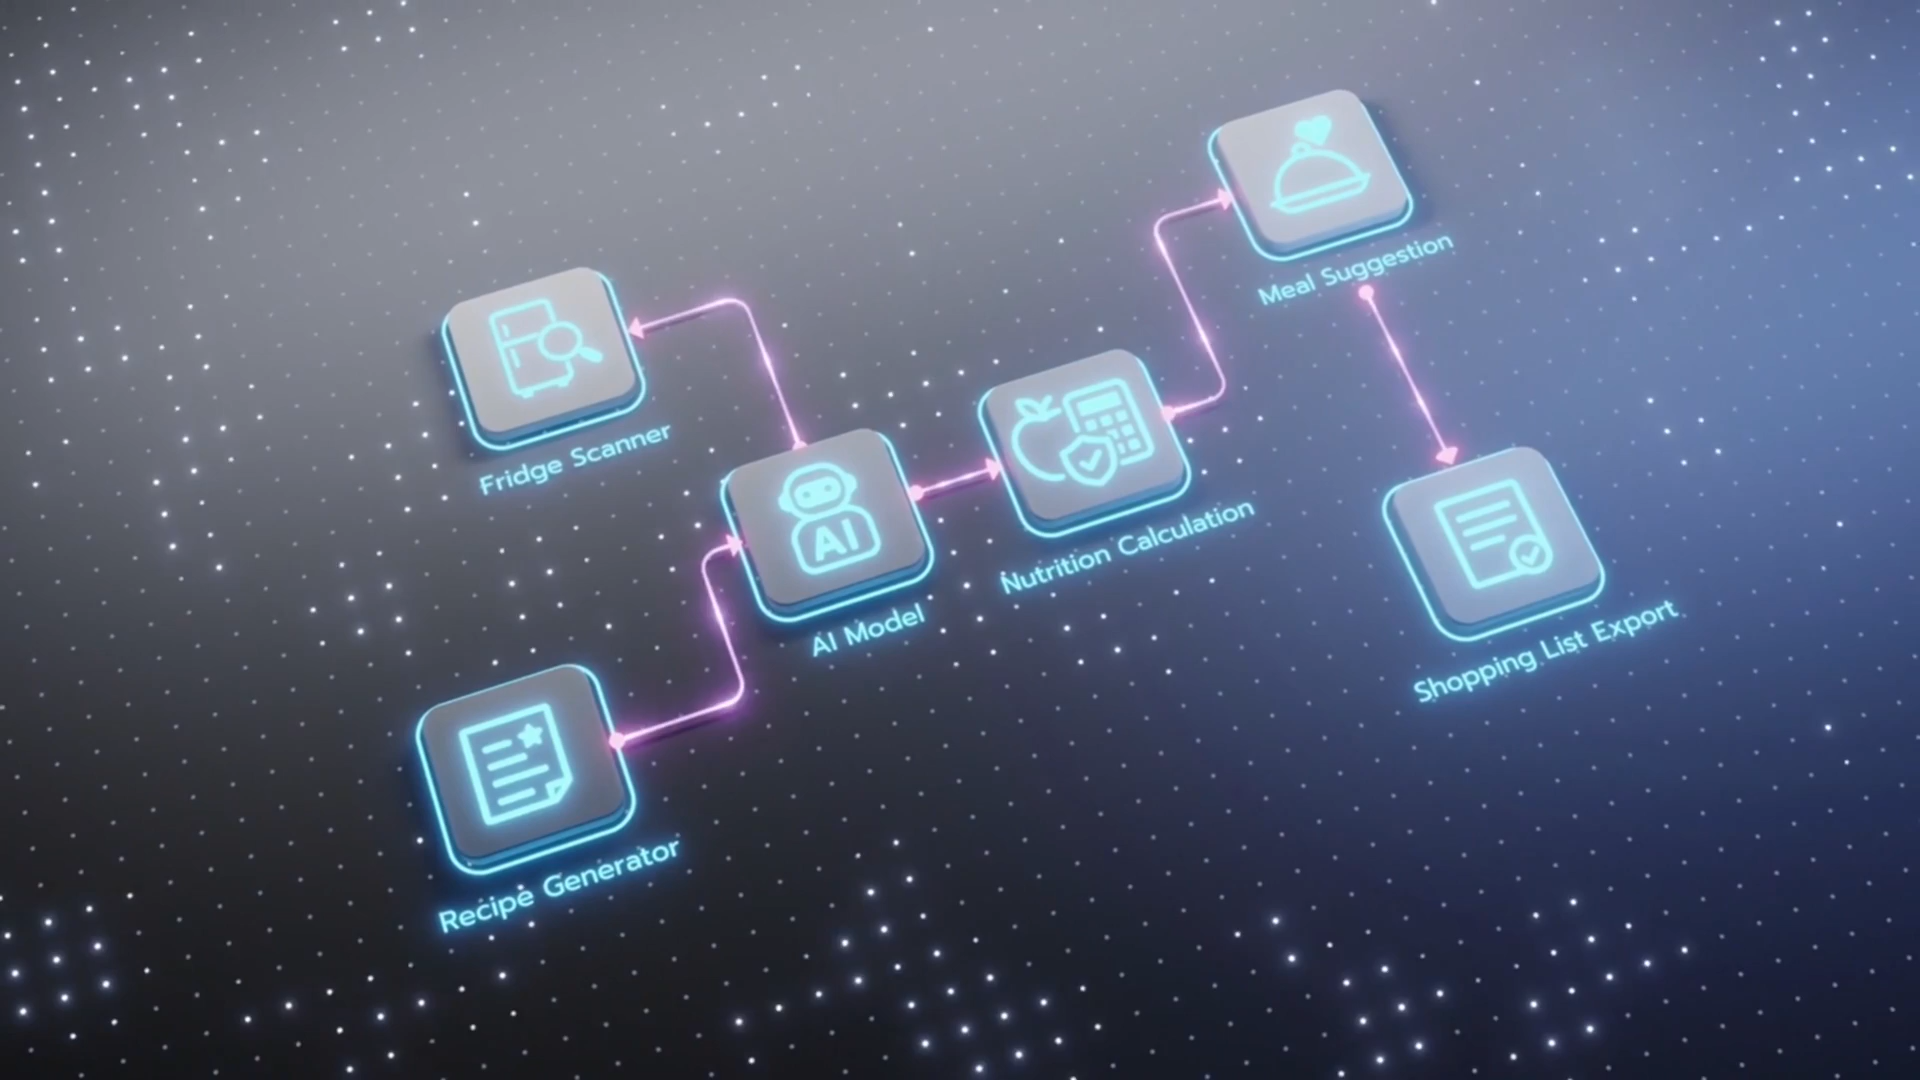 Meal Suggestion
Fridge Scanner
AI
AI Model
Nutrition Calculation
Shopping List Export
Recipe Generator